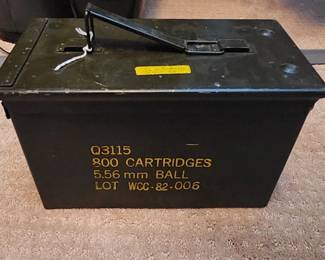 Q3115
800 CARTRIDGES
5.56 mm BALL
LOT WCC-82-006